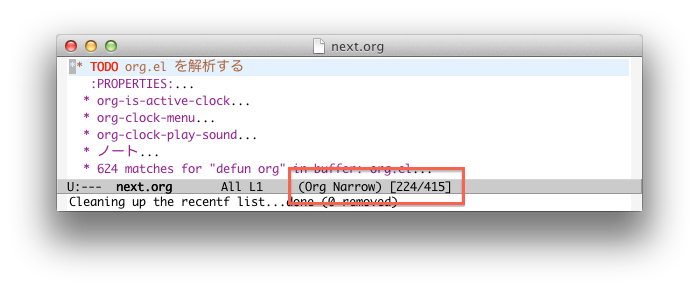 next.org
** TODO org.el を解析する
:PROPERTIES:...
* org-is-active-clock...
* org-clock-menu...
* org-clock-play-sound...
* ノート...
* 624 matches for "defun org" in buffer: org.el...
U:--- next.org All L1 (Org Narrow) [224/415]
Cleaning up the recentf list...done (0 removed)